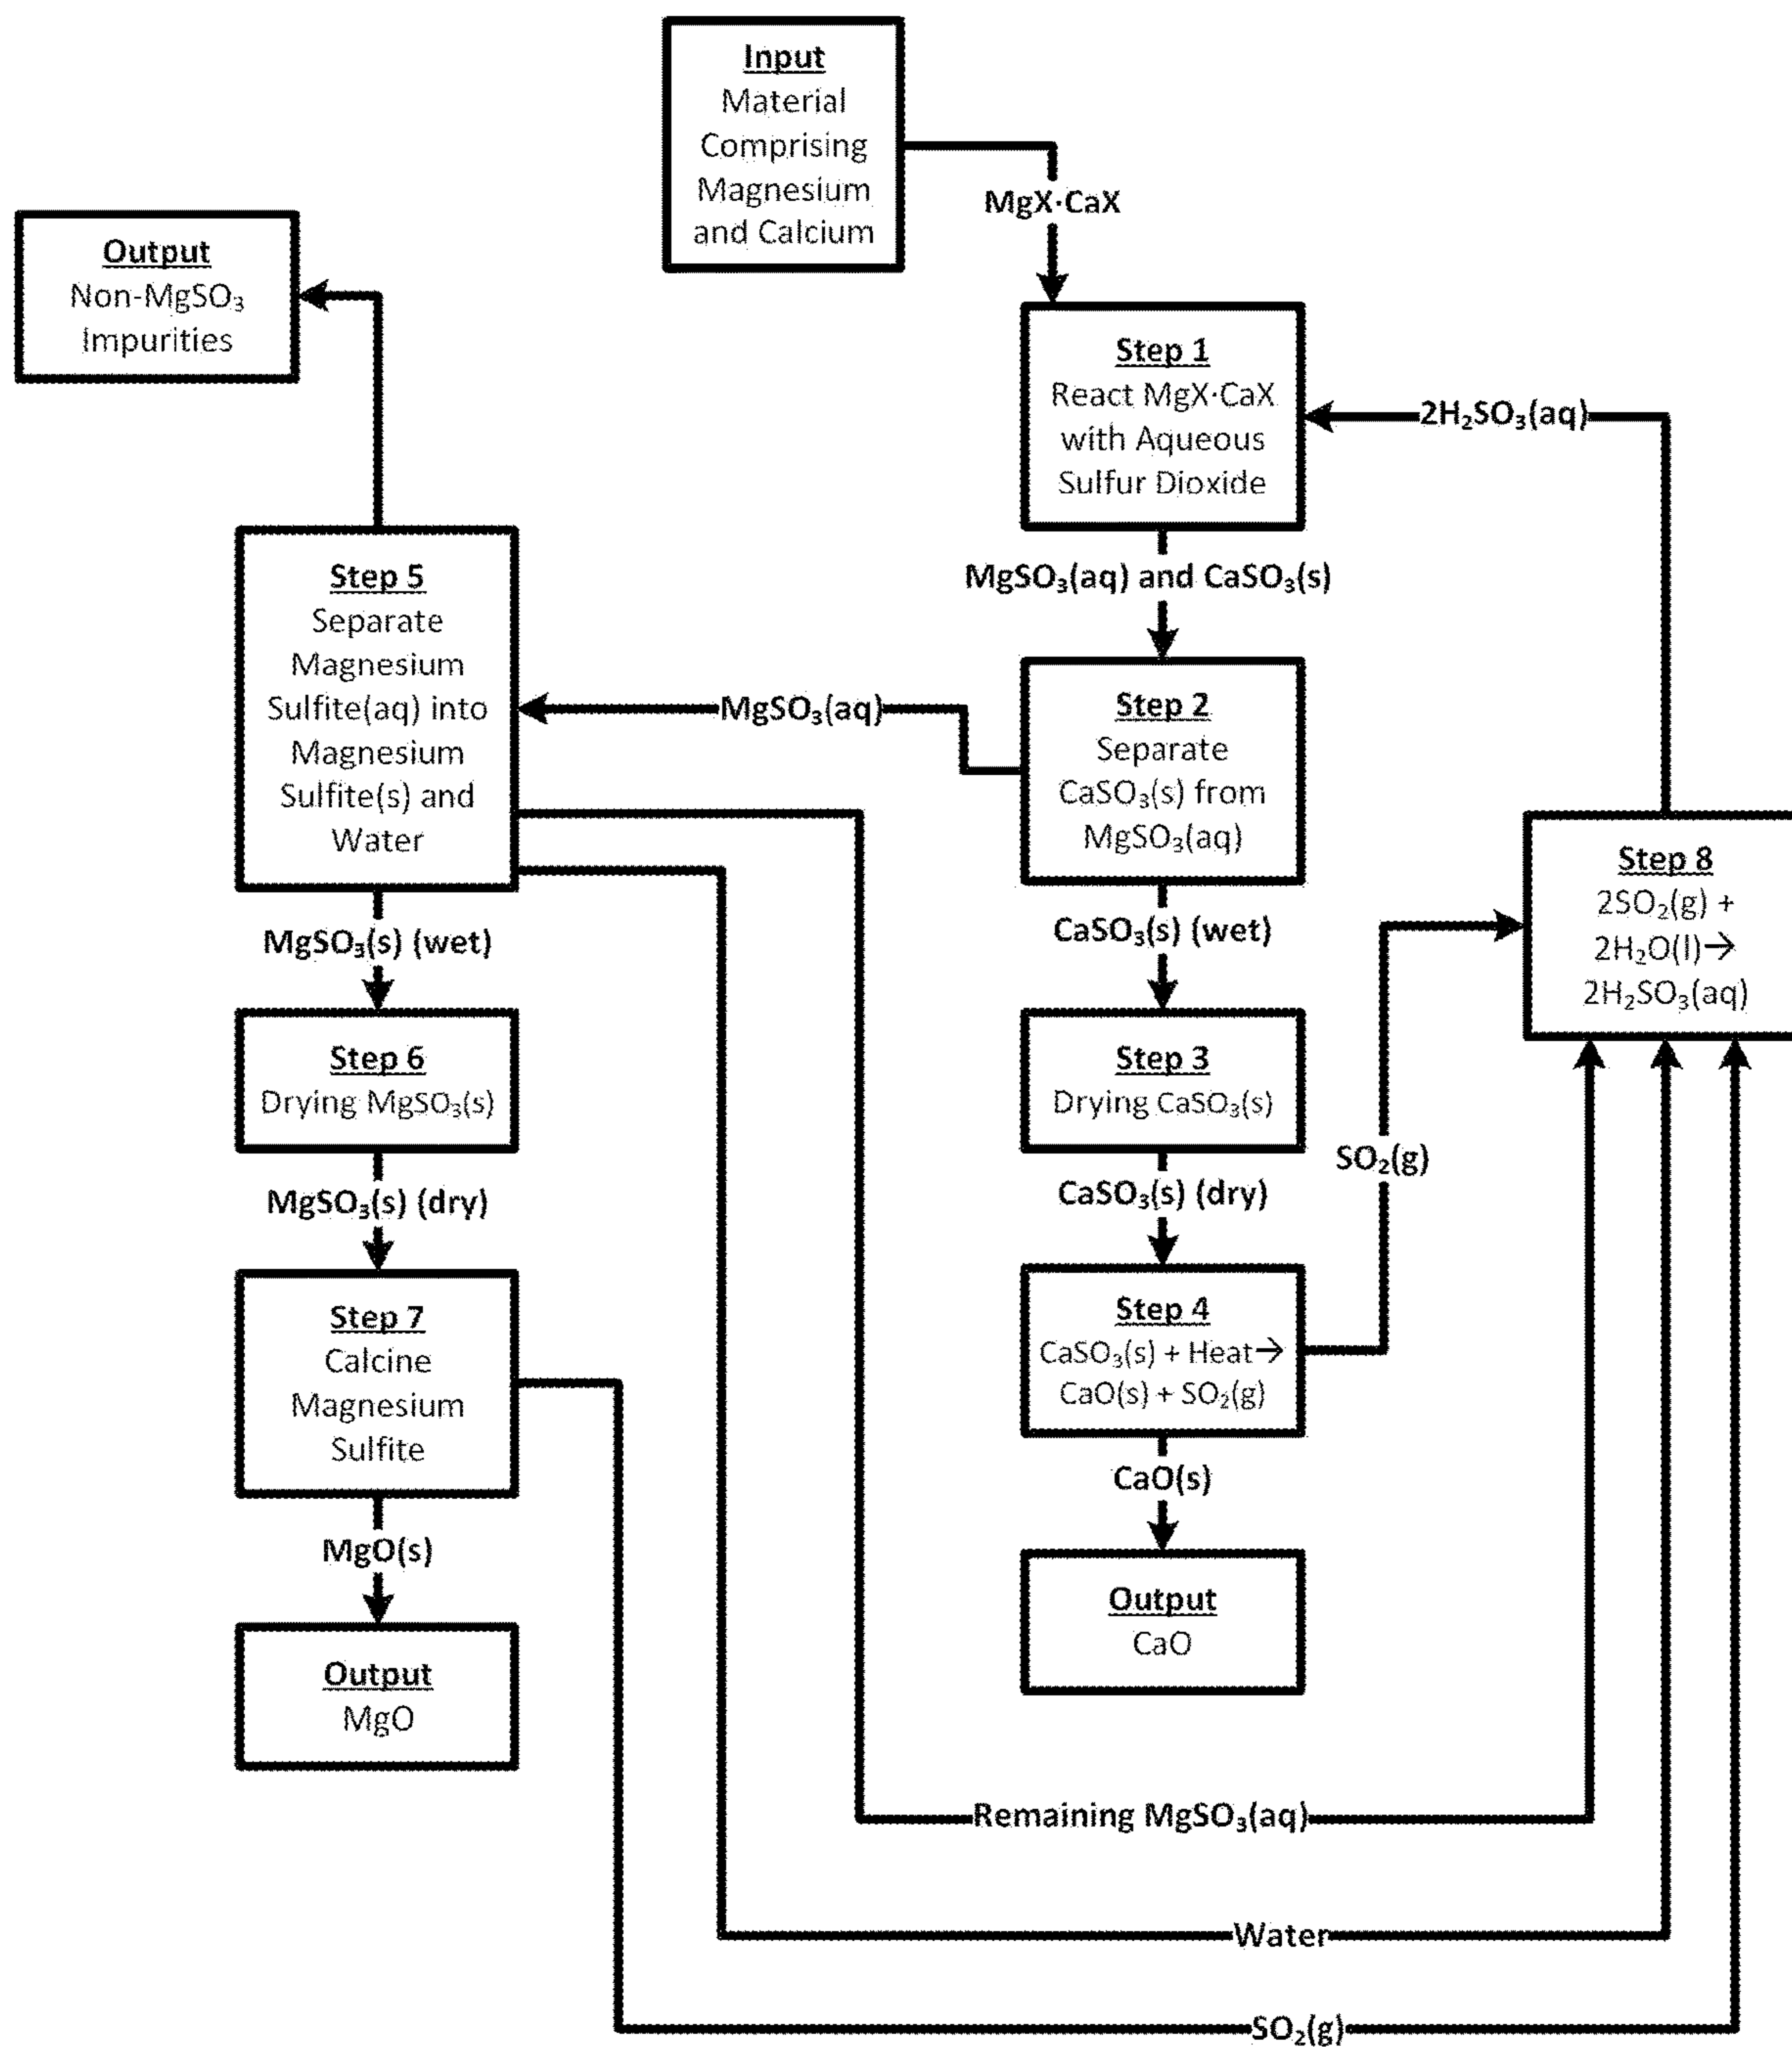 Input
Material
Comprising
Magnesium
and Calcium
MgX·CaX
Output
Non-MgSO₃
Impurities
Step 1
React MgX·CaX
with Aqueous
Sulfur Dioxide
2H₂SO₃(aq)
MgSO₃(aq) and CaSO₃(s)
Step 5
Separate
Magnesium
Sulfite(aq) into
Magnesium
Sulfite(s) and
Water
MgSO₃(aq)
Step 2
Separate
CaSO₃(s) from
MgSO₃(aq)
Step 8
2SO₂(g) +
2H₂O(l)→
2H₂SO₃(aq)
MgSO₃(s) (wet)
CaSO₃(s) (wet)
Step 6
Drying MgSO₃(s)
Step 3
Drying CaSO₃(s)
SO₂(g)
MgSO₃(s) (dry)
CaSO₃(s) (dry)
Step 7
Calcine
Magnesium
Sulfite
Step 4
CaSO₃(s) + Heat→
CaO(s) + SO₂(g)
CaO(s)
MgO(s)
Output
CaO
Output
MgO
Remaining MgSO₃(aq)
Water
SO₂(g)